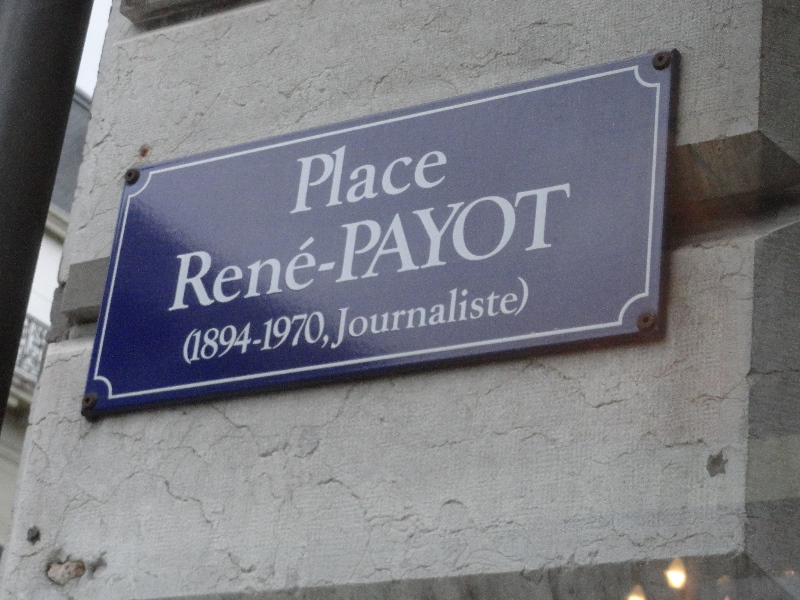 Place
René-PAYOT
(1894-1970, Journaliste)